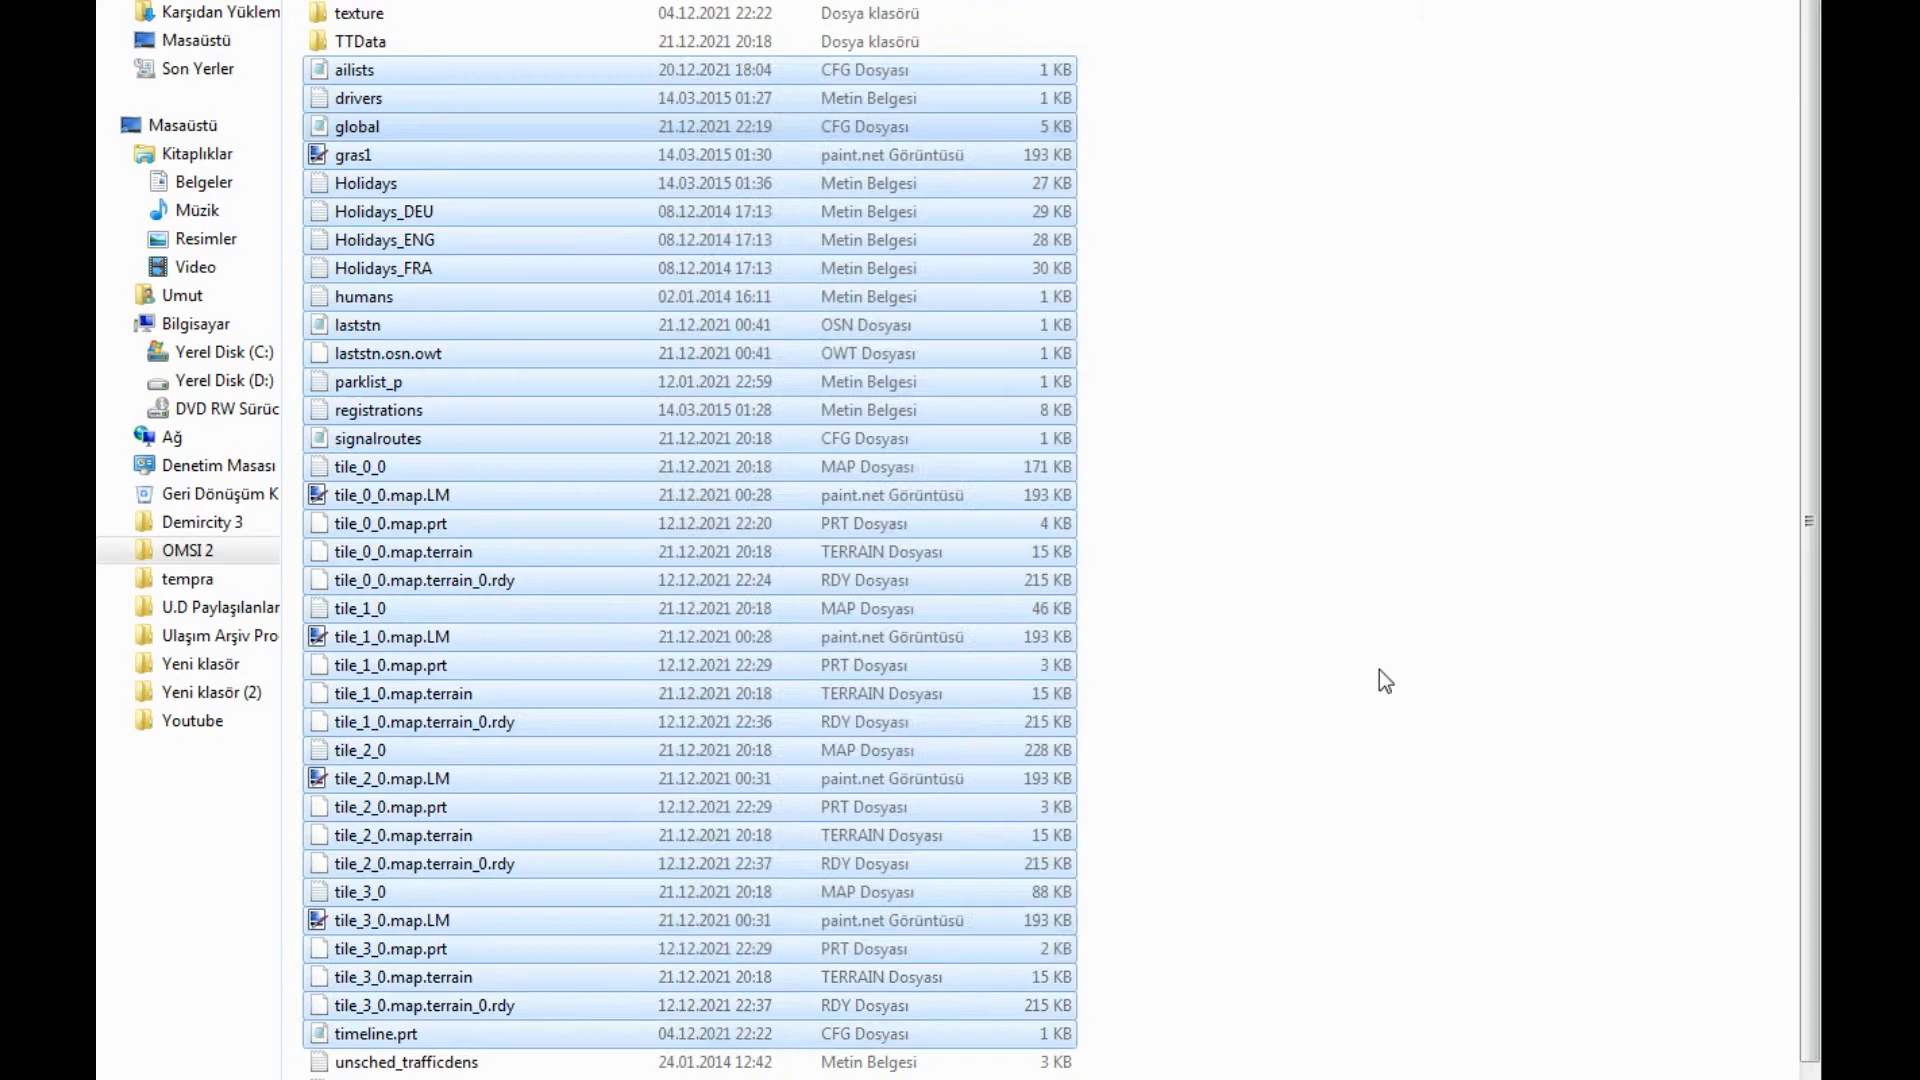 Karşıdan Yüklem
Masaüstü
Son Yerler
Masaüstü
Kitaplıklar
Belgeler
Müzik
Resimler
Video
Umut
Bilgisayar
Yerel Disk (C:)
Yerel Disk (D:)
DVD RW Sürüc
Ağ
Denetim Masası
Geri Dönüşüm K
Demircity 3
OMSI 2
tempra
U.D Paylaşılanlar
Ulaşım Arşiv Pro
Yeni klasör
Yeni klasör (2)
Youtube
texture 04.12.2021 22:22 Dosya klasörü
TTData 21.12.2021 20:18 Dosya klasörü
ailists 20.12.2021 18:04 CFG Dosyası 1 KB
drivers 14.03.2015 01:27 Metin Belgesi 1 KB
global 21.12.2021 22:19 CFG Dosyası 5 KB
gras1 14.03.2015 01:30 paint.net Görüntüsü 193 KB
Holidays 14.03.2015 01:36 Metin Belgesi 27 KB
Holidays_DEU 08.12.2014 17:13 Metin Belgesi 29 KB
Holidays_ENG 08.12.2014 17:13 Metin Belgesi 28 KB
Holidays_FRA 08.12.2014 17:13 Metin Belgesi 30 KB
humans 02.01.2014 16:11 Metin Belgesi 1 KB
laststn 21.12.2021 00:41 OSN Dosyası 1 KB
laststn.osn.owt 21.12.2021 00:41 OWT Dosyası 1 KB
parklist_p 12.01.2021 22:59 Metin Belgesi 1 KB
registrations 14.03.2015 01:28 Metin Belgesi 8 KB
signalroutes 21.12.2021 20:18 CFG Dosyası 1 KB
tile_0_0 21.12.2021 20:18 MAP Dosyası 171 KB
tile_0_0.map.LM 21.12.2021 00:28 paint.net Görüntüsü 193 KB
tile_0_0.map.prt 12.12.2021 22:20 PRT Dosyası 4 KB
tile_0_0.map.terrain 21.12.2021 20:18 TERRAIN Dosyası 15 KB
tile_0_0.map.terrain_0.rdy 12.12.2021 22:24 RDY Dosyası 215 KB
tile_1_0 21.12.2021 20:18 MAP Dosyası 46 KB
tile_1_0.map.LM 21.12.2021 00:28 paint.net Görüntüsü 193 KB
tile_1_0.map.prt 12.12.2021 22:29 PRT Dosyası 3 KB
tile_1_0.map.terrain 21.12.2021 20:18 TERRAIN Dosyası 15 KB
tile_1_0.map.terrain_0.rdy 12.12.2021 22:36 RDY Dosyası 215 KB
tile_2_0 21.12.2021 20:18 MAP Dosyası 228 KB
tile_2_0.map.LM 21.12.2021 00:31 paint.net Görüntüsü 193 KB
tile_2_0.map.prt 12.12.2021 22:29 PRT Dosyası 3 KB
tile_2_0.map.terrain 21.12.2021 20:18 TERRAIN Dosyası 15 KB
tile_2_0.map.terrain_0.rdy 12.12.2021 22:37 RDY Dosyası 215 KB
tile_3_0 21.12.2021 20:18 MAP Dosyası 88 KB
tile_3_0.map.LM 21.12.2021 00:31 paint.net Görüntüsü 193 KB
tile_3_0.map.prt 12.12.2021 22:29 PRT Dosyası 2 KB
tile_3_0.map.terrain 21.12.2021 20:18 TERRAIN Dosyası 15 KB
tile_3_0.map.terrain_0.rdy 12.12.2021 22:37 RDY Dosyası 215 KB
timeline.prt 04.12.2021 22:22 CFG Dosyası 1 KB
unsched_trafficdens 24.01.2014 12:42 Metin Belgesi 3 KB